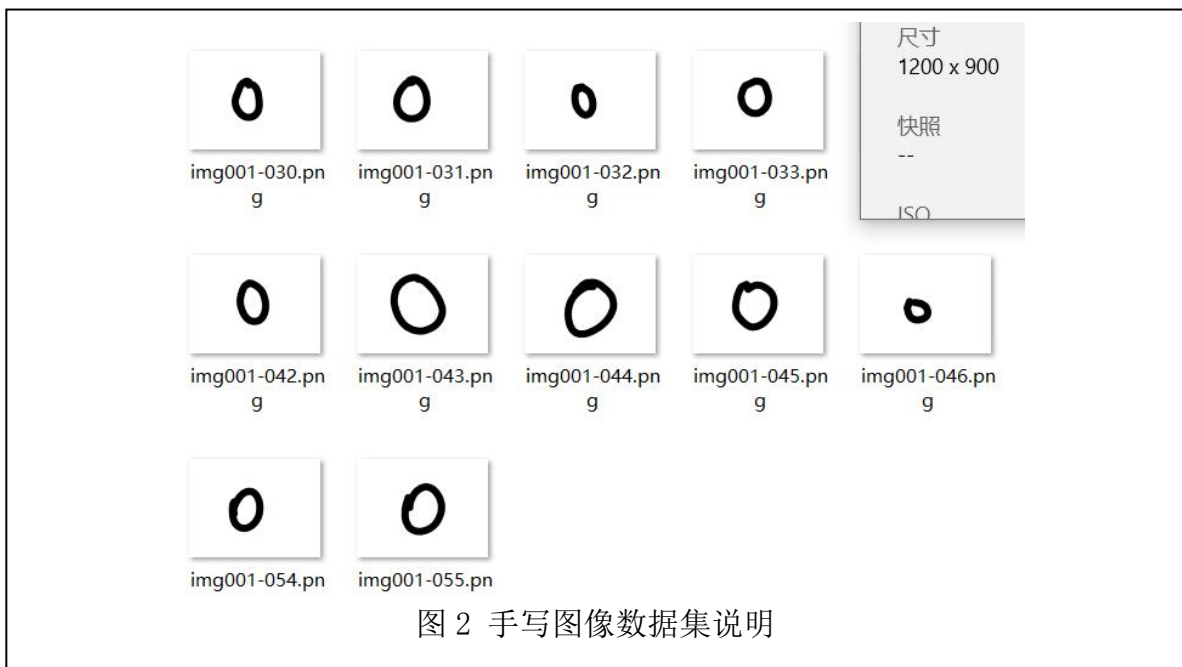 尺寸
1200 x 900
快照
--
ISO
img001-030.pn
g
img001-031.pn
g
img001-032.pn
g
img001-033.pn
g
img001-042.pn
g
img001-043.pn
g
img001-044.pn
g
img001-045.pn
g
img001-046.pn
g
img001-054.pn
img001-055.pn
图 2 手写图像数据集说明